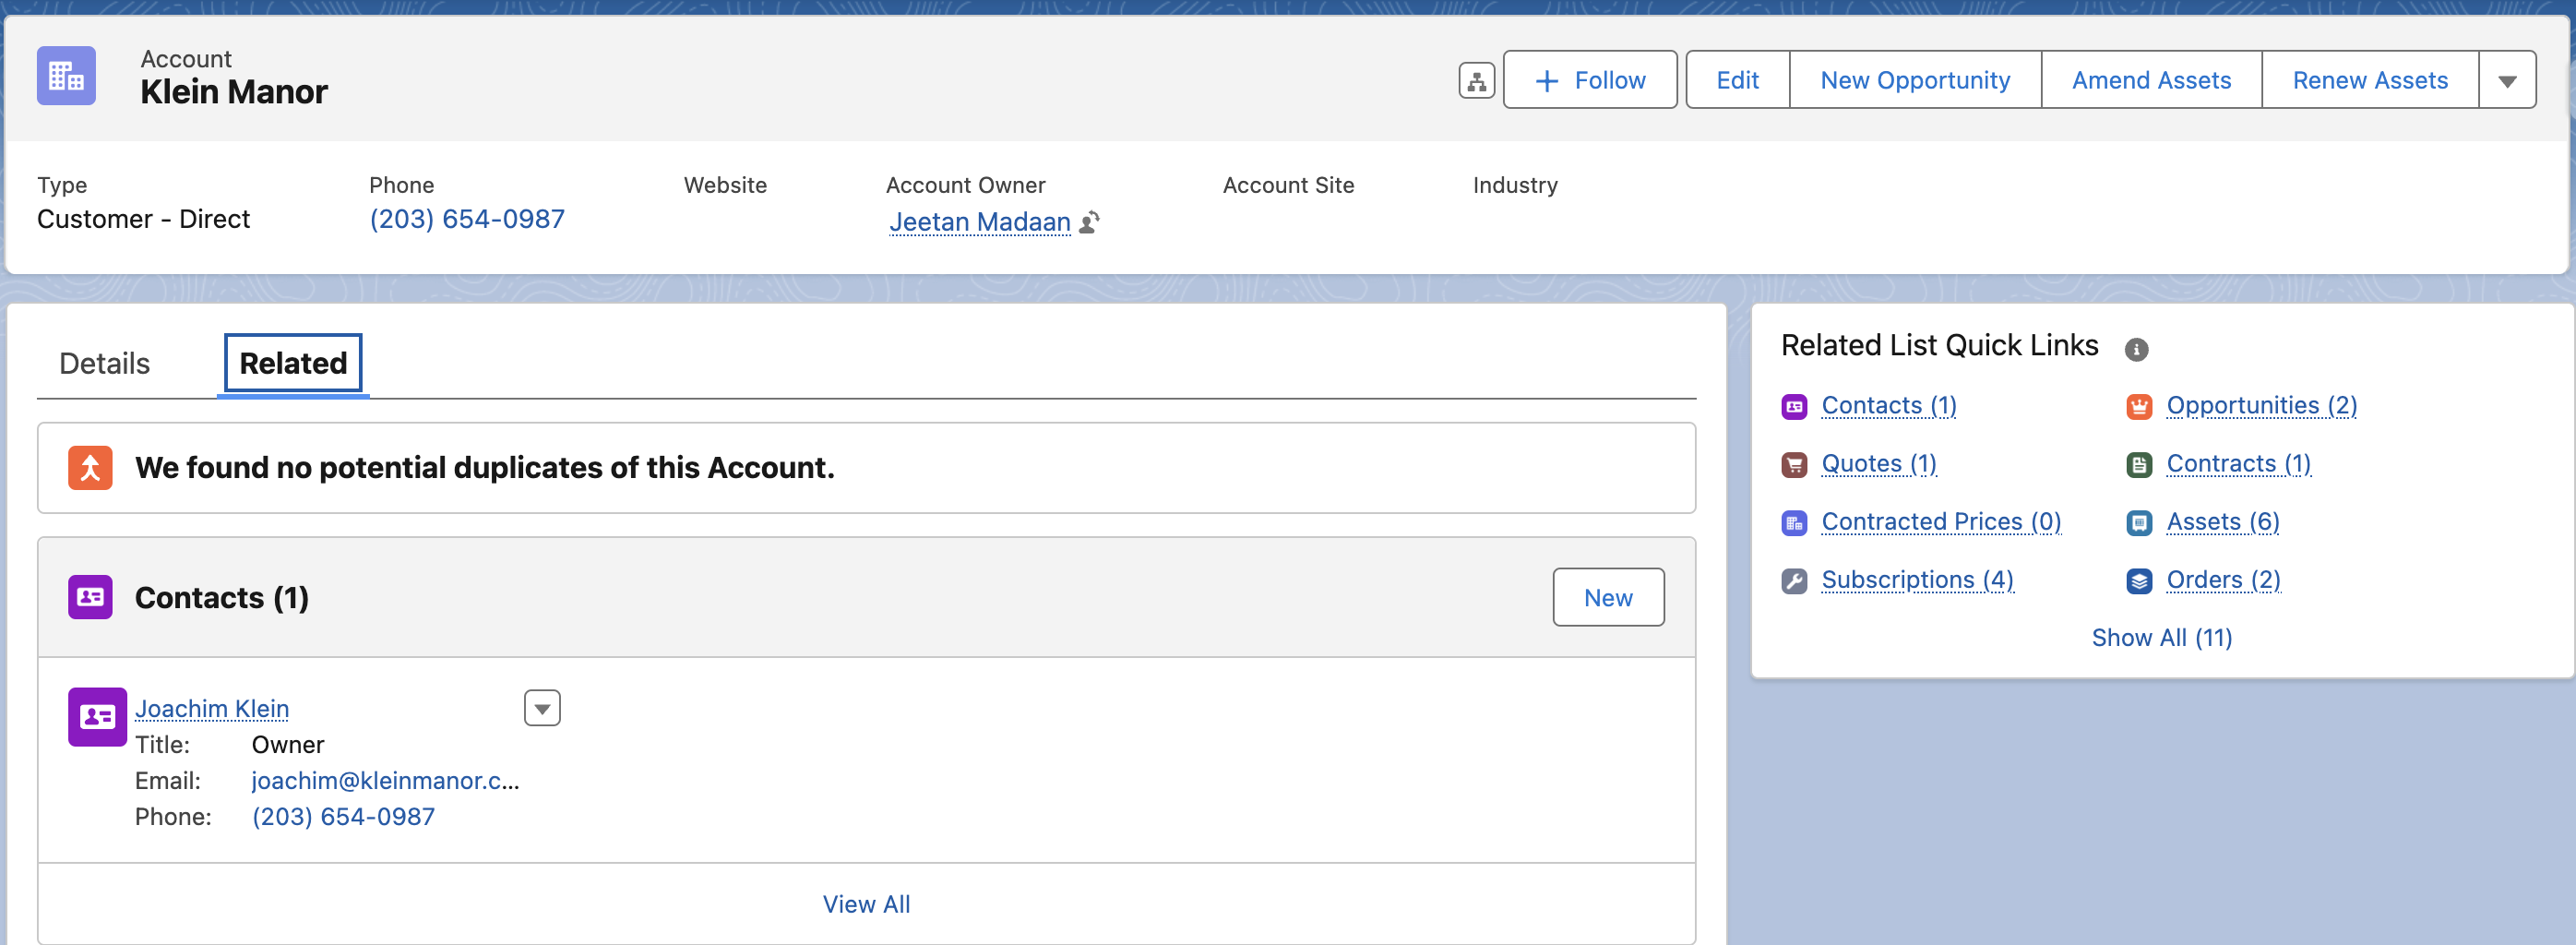 Account
Klein Manor
Follow
Edit
New Opportunity
Amend Assets
Renew Assets
Type
Customer - Direct
Phone
(203) 654-0987
Website
Account Owner
Jeetan Madaan
Account Site
Industry
Details
Related
We found no potential duplicates of this Account.
Contacts (1)
New
Joachim Klein
Title: Owner
Email: joachim@kleinmanor.c...
Phone: (203) 654-0987
View All
Related List Quick Links
Contacts (1)
Opportunities (2)
Quotes (1)
Contracts (1)
Contracted Prices (0)
Assets (6)
Subscriptions (4)
Orders (2)
Show All (11)